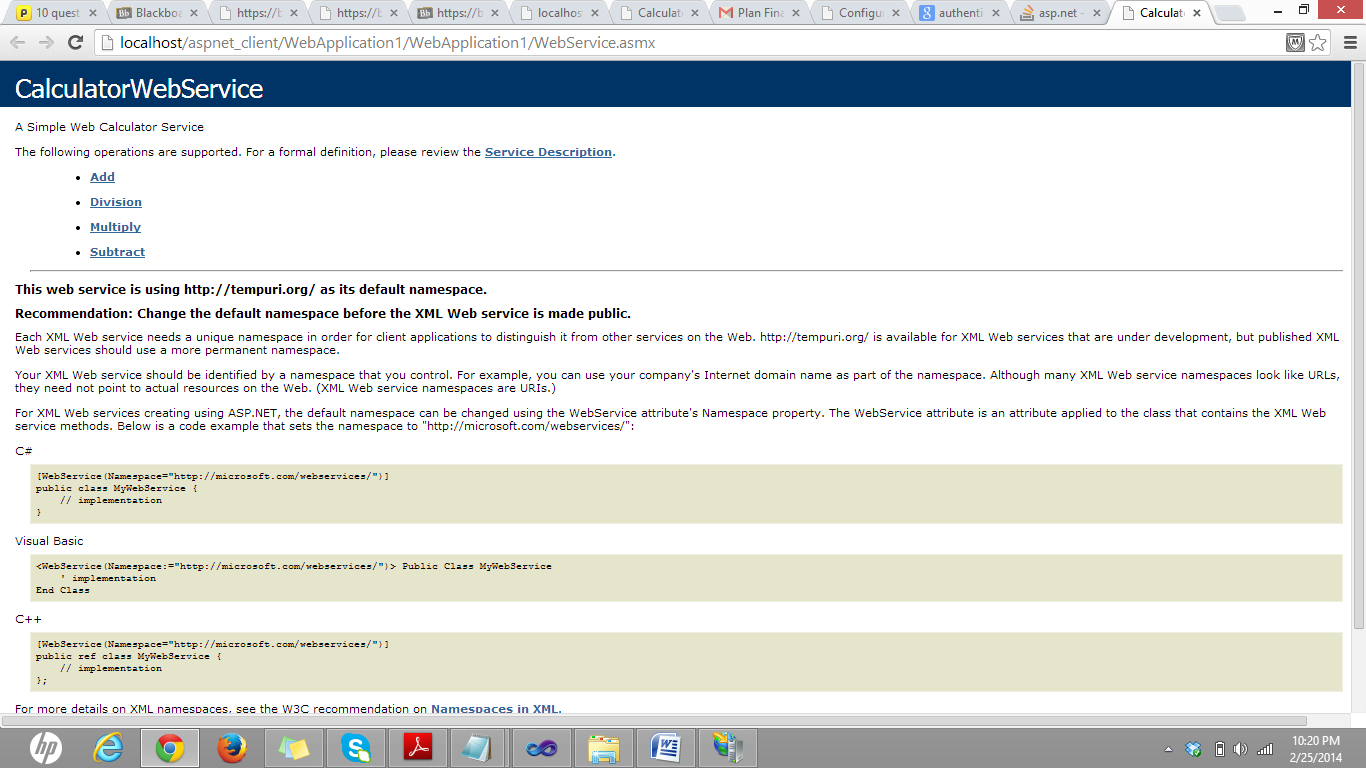 10 quest
Blackboa
https://b
https://b
https://b
localhos
Calculat
Plan Fina
Configu
authenti
asp.net -
Calculat
localhost/aspnet_client/WebApplication1/WebApplication1/WebService.asmx
CalculatorWebService
A Simple Web Calculator Service
The following operations are supported. For a formal definition, please review the Service Description.
• Add
• Division
• Multiply
• Subtract
This web service is using http://tempuri.org/ as its default namespace.
Recommendation: Change the default namespace before the XML Web service is made public.
Each XML Web service needs a unique namespace in order for client applications to distinguish it from other services on the Web. http://tempuri.org/ is available for XML Web services that are under development, but published XML
Web services should use a more permanent namespace.
Your XML Web service should be identified by a namespace that you control. For example, you can use your company's Internet domain name as part of the namespace. Although many XML Web service namespaces look like URLs,
they need not point to actual resources on the Web. (XML Web service namespaces are URIs.)
For XML Web services creating using ASP.NET, the default namespace can be changed using the WebService attribute's Namespace property. The WebService attribute is an attribute applied to the class that contains the XML Web
service methods. Below is a code example that sets the namespace to "http://microsoft.com/webservices/":
C#
[WebService(Namespace="http://microsoft.com/webservices/")]
public class MyWebService {
    // implementation
}
Visual Basic
<WebService(Namespace:="http://microsoft.com/webservices/")> Public Class MyWebService
    ' implementation
End Class
C++
[WebService(Namespace="http://microsoft.com/webservices/")]
public ref class MyWebService {
    // implementation
};
For more details on XML namespaces, see the W3C recommendation on Namespaces in XML.
10:20 PM
2/25/2014